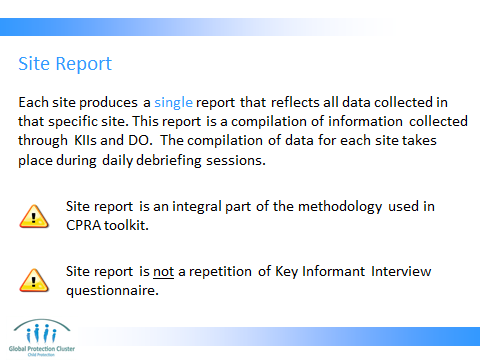 Site Report
Each site produces a single report that reflects all data collected in
that specific site. This report is a compilation of information collected
through KIIs and DO.  The compilation of data for each site takes
place during daily debriefing sessions.
Site report is an integral part of the methodology used in
CPRA toolkit.
Site report is not a repetition of Key Informant Interview
questionnaire.
Global Protection Cluster
Child Protection